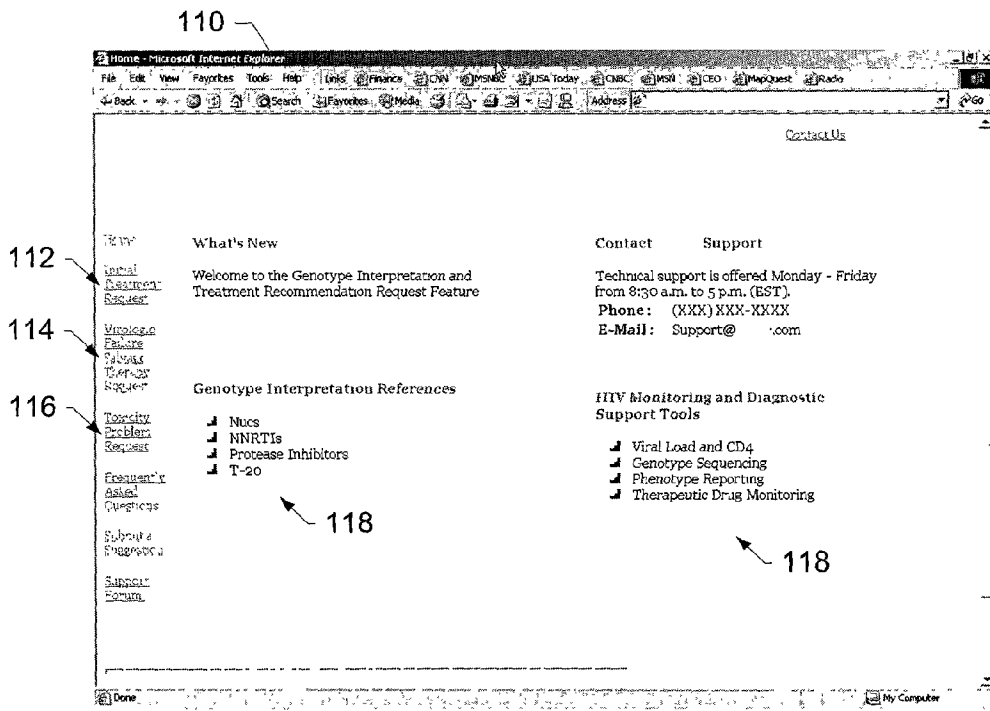 110
Home - Microsoft Internet Explorer
File Edit View Favorites Tools Help Links Finance CNN MSNBC USA Today CNBC MSN CEO MapQuest Radio
Back Search Favorites Media Address Go
Contact Us
Home
What's New
Contact Support
112
Initial
Treatment
Request
Welcome to the Genotype Interpretation and
Treatment Recommendation Request Feature
Technical support is offered Monday - Friday
from 8:30 a.m. to 5 p.m. (EST).
Phone: (XXX) XXX-XXXX
E-Mail: Support@ .com
114
Virologic
Failure
Salvage
Therapy
Request
Genotype Interpretation References
Nucs
NNRTIs
Protease Inhibitors
T-20
118
HIV Monitoring and Diagnostic
Support Tools
Viral Load and CD4
Genotype Sequencing
Phenotype Reporting
Therapeutic Drug Monitoring
118
116
Toxicity
Problem
Request
Frequently
Asked
Questions
Submit a
Suggestion
Support
Forum
Done
My Computer